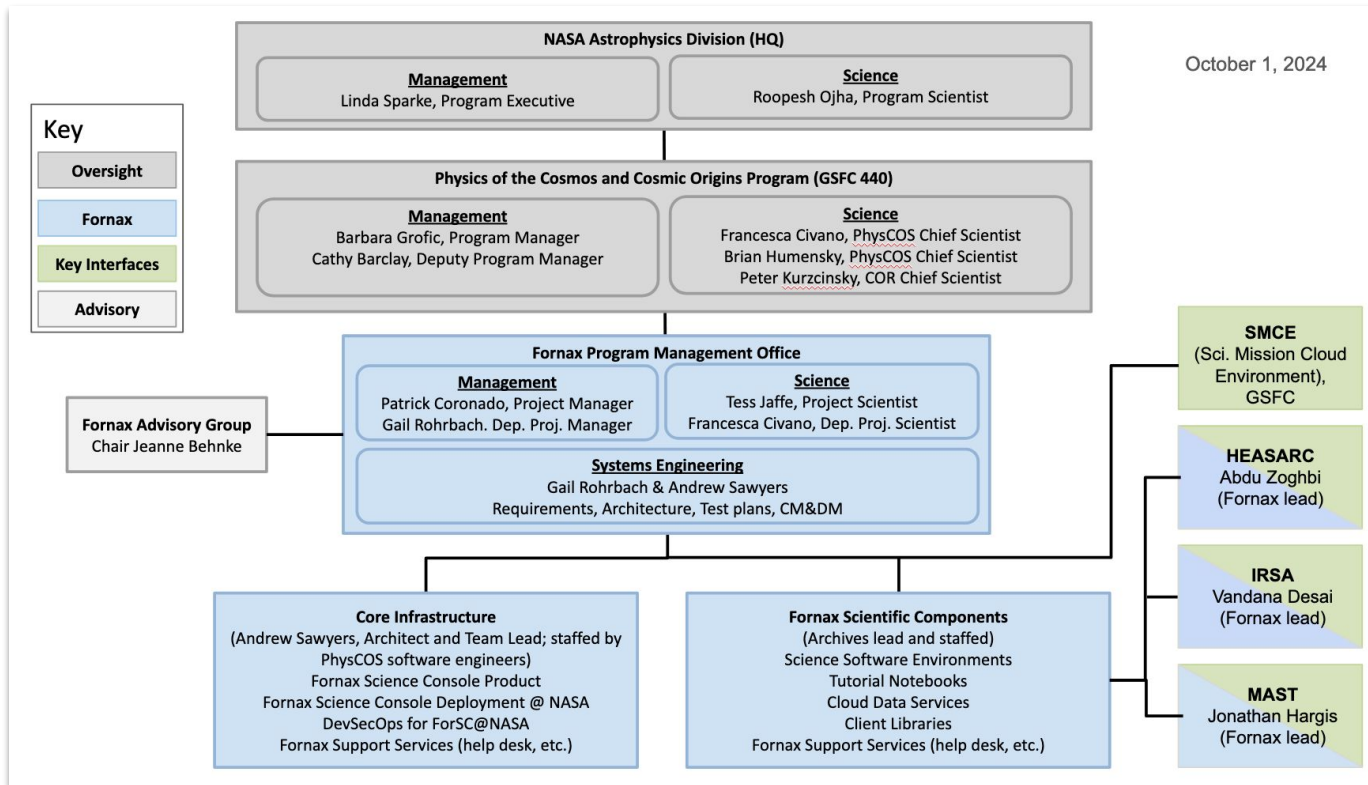 NASA Astrophysics Division (HQ)
Management
Linda Sparke, Program Executive
Science
Roopesh Ojha, Program Scientist
October 1, 2024
Key
Oversight
Fornax
Key Interfaces
Advisory
Physics of the Cosmos and Cosmic Origins Program (GSFC 440)
Management
Barbara Grofic, Program Manager
Cathy Barclay, Deputy Program Manager
Science
Francesca Civano, PhysCOS Chief Scientist
Brian Humensky, PhysCOS Chief Scientist
Peter Kurzcinsky, COR Chief Scientist
Fornax Program Management Office
Management
Patrick Coronado, Project Manager
Gail Rohrbach. Dep. Proj. Manager
Science
Tess Jaffe, Project Scientist
Francesca Civano, Dep. Proj. Scientist
Systems Engineering
Gail Rohrbach & Andrew Sawyers
Requirements, Architecture, Test plans, CM&DM
Fornax Advisory Group
Chair Jeanne Behnke
SMCE
(Sci. Mission Cloud
Environment),
GSFC
HEASARC
Abdu Zoghbi
(Fornax lead)
IRSA
Vandana Desai
(Fornax lead)
MAST
Jonathan Hargis
(Fornax lead)
Core Infrastructure
(Andrew Sawyers, Architect and Team Lead; staffed by
PhysCOS software engineers)
Fornax Science Console Product
Fornax Science Console Deployment @ NASA
DevSecOps for ForSC@NASA
Fornax Support Services (help desk, etc.)
Fornax Scientific Components
(Archives lead and staffed)
Science Software Environments
Tutorial Notebooks
Cloud Data Services
Client Libraries
Fornax Support Services (help desk, etc.)